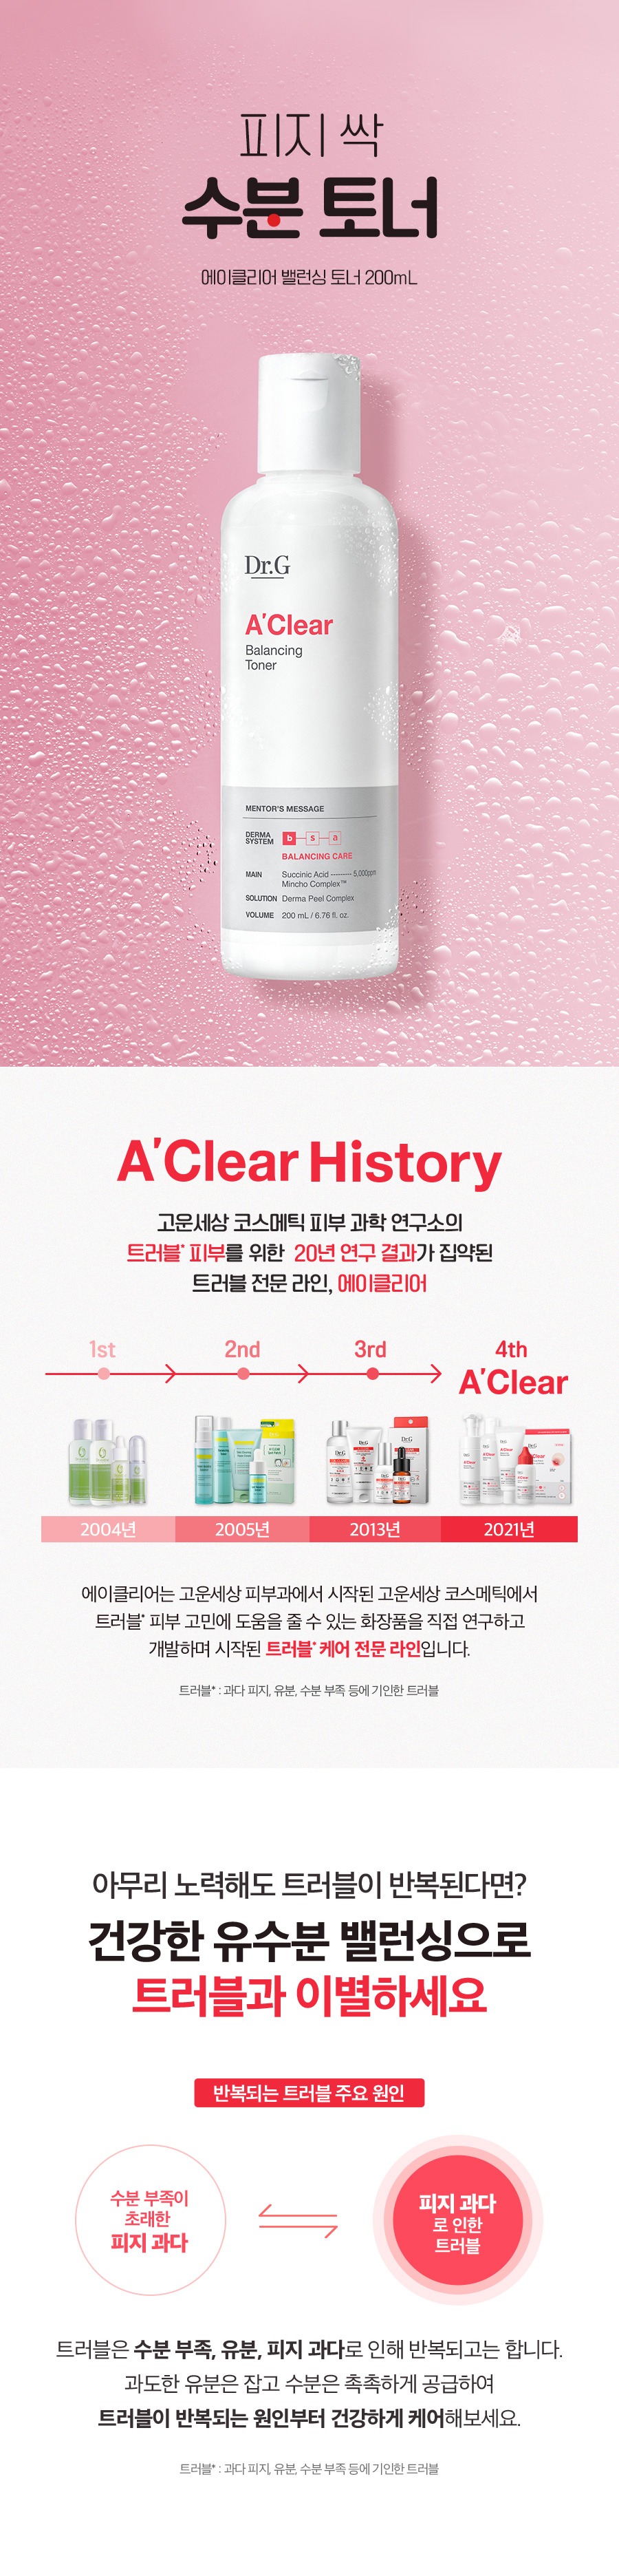 피지 싹
수분 토너
에이클리어 밸런싱 토너 200mL
Dr.G
A'Clear
Balancing
Toner
MENTOR'S MESSAGE
DERMA SYSTEM b s a
BALANCING CARE
MAIN Succinic Acid --------- 5,000ppm
Mincho Complex™
SOLUTION Derma Peel Complex
VOLUME 200 mL / 6.76 fl. oz.
A'Clear History
고운세상 코스메틱 피부 과학 연구소의
트러블* 피부를 위한 20년 연구 결과가 집약된
트러블 전문 라인, 에이클리어
1st 2nd 3rd 4th
A'Clear
2004년 2005년 2013년 2021년
에이클리어는 고운세상 피부과에서 시작된 고운세상 코스메틱에서
트러블* 피부 고민에 도움을 줄 수 있는 화장품을 직접 연구하고
개발하며 시작된 트러블* 케어 전문 라인입니다.
트러블* : 과다 피지, 유분, 수분 부족 등에 기인한 트러블
아무리 노력해도 트러블이 반복된다면?
건강한 유수분 밸런싱으로
트러블과 이별하세요
반복되는 트러블 주요 원인
수분 부족이
초래한
피지 과다
피지 과다
로 인한
트러블
트러블은 수분 부족, 유분, 피지 과다로 인해 반복되고는 합니다.
과도한 유분은 잡고 수분은 촉촉하게 공급하여
트러블이 반복되는 원인부터 건강하게 케어해보세요.
트러블* : 과다 피지, 유분, 수분 부족 등에 기인한 트러블